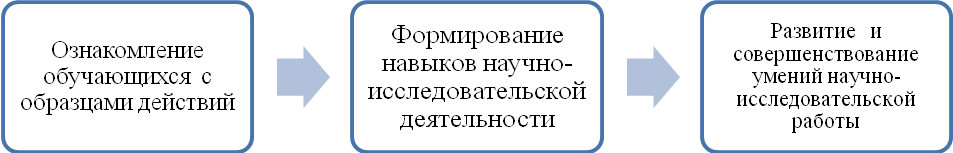 Ознакомление
обучающихся с
образцами действий
Формирование
навыков научно-
исследовательской
деятельности
Развитие и
совершенствование
умений научно-
исследовательской
работы